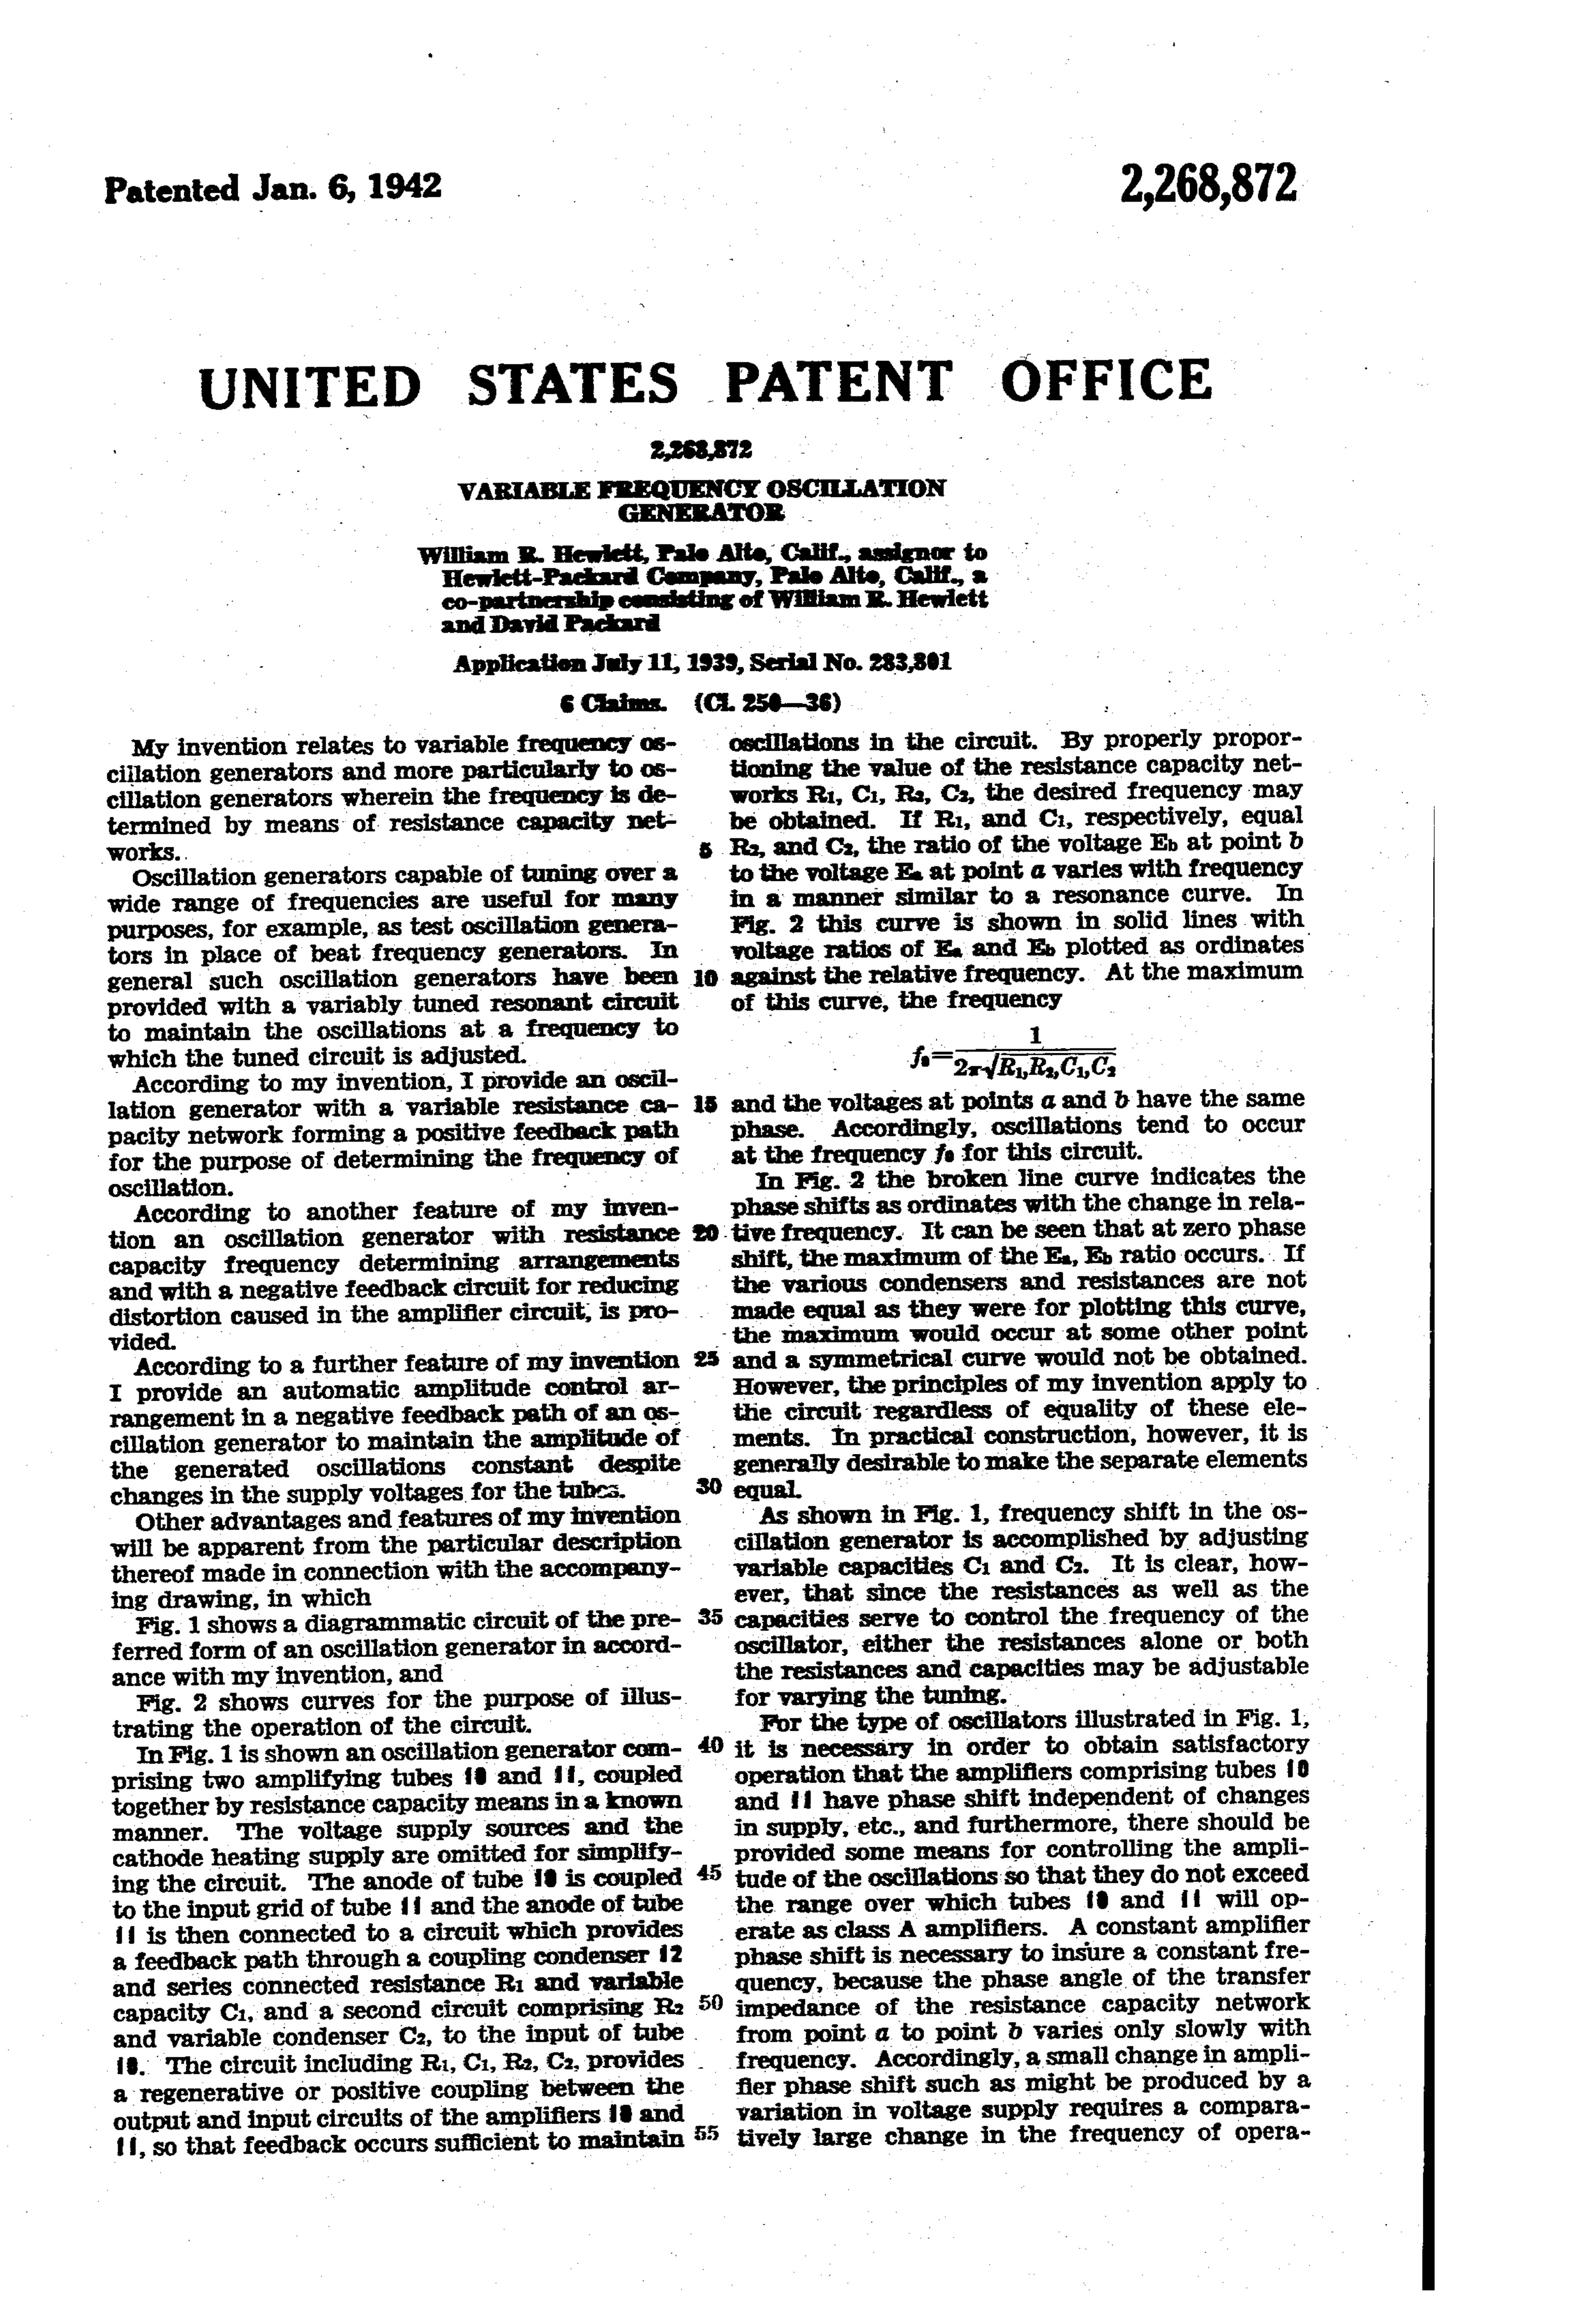 Patented Jan. 6, 1942
2,268,872
UNITED STATES PATENT OFFICE
2,268,872
VARIABLE FREQUENCY OSCILLATION
GENERATOR
William R. Hewlett, Palo Alto, Calif., assignor to
Hewlett-Packard Company, Palo Alto, Calif., a
co-partnership consisting of William R. Hewlett
and David Packard
Application July 11, 1939, Serial No. 283,801
6 Claims. (Cl. 250—36)
My invention relates to variable frequency os-
cillation generators and more particularly to os-
cillation generators wherein the frequency is de-
termined by means of resistance capacity net-
works.
Oscillation generators capable of tuning over a
wide range of frequencies are useful for many
purposes, for example, as test oscillation genera-
tors in place of beat frequency generators. In
general such oscillation generators have been
provided with a variably tuned resonant circuit
to maintain the oscillations at a frequency to
which the tuned circuit is adjusted.
According to my invention, I provide an oscil-
lation generator with a variable resistance ca-
pacity network forming a positive feedback path
for the purpose of determining the frequency of
oscillation.
According to another feature of my inven-
tion an oscillation generator with resistance
capacity frequency determining arrangements
and with a negative feedback circuit for reducing
distortion caused in the amplifier circuit, is pro-
vided.
According to a further feature of my invention
I provide an automatic amplitude control ar-
rangement in a negative feedback path of an os-
cillation generator to maintain the amplitude of
the generated oscillations constant despite
changes in the supply voltages for the tubes.
Other advantages and features of my invention
will be apparent from the particular description
thereof made in connection with the accompany-
ing drawing, in which
Fig. 1 shows a diagrammatic circuit of the pre-
ferred form of an oscillation generator in accord-
ance with my invention, and
Fig. 2 shows curves for the purpose of illus-
trating the operation of the circuit.
In Fig. 1 is shown an oscillation generator com-
prising two amplifying tubes 10 and 11, coupled
together by resistance capacity means in a known
manner. The voltage supply sources and the
cathode heating supply are omitted for simplify-
ing the circuit. The anode of tube 10 is coupled
to the input grid of tube 11 and the anode of tube
11 is then connected to a circuit which provides
a feedback path through a coupling condenser 12
and series connected resistance R1 and variable
capacity C1, and a second circuit comprising R2
and variable condenser C2, to the input of tube
10. The circuit including R1, C1, R2, C2, provides
a regenerative or positive coupling between the
output and input circuits of the amplifiers 10 and
11, so that feedback occurs sufficient to maintain
oscillations in the circuit. By properly propor-
tioning the value of the resistance capacity net-
works R1, C1, R2, C2, the desired frequency may
be obtained. If R1, and C1, respectively, equal
5 R2, and C2, the ratio of the voltage Eb at point b
to the voltage Ea at point a varies with frequency
in a manner similar to a resonance curve. In
Fig. 2 this curve is shown in solid lines with
voltage ratios of Ea and Eb plotted as ordinates
10 against the relative frequency. At the maximum
of this curve, the frequency
f0=1/2π√R1,R2,C1,C2
15 and the voltages at points a and b have the same
phase. Accordingly, oscillations tend to occur
at the frequency f0 for this circuit.
In Fig. 2 the broken line curve indicates the
phase shifts as ordinates with the change in rela-
20 tive frequency. It can be seen that at zero phase
shift, the maximum of the Ea, Eb ratio occurs. If
the various condensers and resistances are not
made equal as they were for plotting this curve,
the maximum would occur at some other point
25 and a symmetrical curve would not be obtained.
However, the principles of my invention apply to
the circuit regardless of equality of these ele-
ments. In practical construction, however, it is
generally desirable to make the separate elements
30 equal.
As shown in Fig. 1, frequency shift in the os-
cillation generator is accomplished by adjusting
variable capacities C1 and C2. It is clear, how-
ever, that since the resistances as well as the
35 capacities serve to control the frequency of the
oscillator, either the resistances alone or both
the resistances and capacities may be adjustable
for varying the tuning.
For the type of oscillators illustrated in Fig. 1,
40 it is necessary in order to obtain satisfactory
operation that the amplifiers comprising tubes 10
and 11 have phase shift independent of changes
in supply, etc., and furthermore, there should be
provided some means for controlling the ampli-
45 tude of the oscillations so that they do not exceed
the range over which tubes 10 and 11 will op-
erate as class A amplifiers. A constant amplifier
phase shift is necessary to insure a constant fre-
quency, because the phase angle of the transfer
50 impedance of the resistance capacity network
from point a to point b varies only slowly with
frequency. Accordingly, a small change in ampli-
fier phase shift such as might be produced by a
variation in voltage supply requires a compara-
55 tively large change in the frequency of opera-